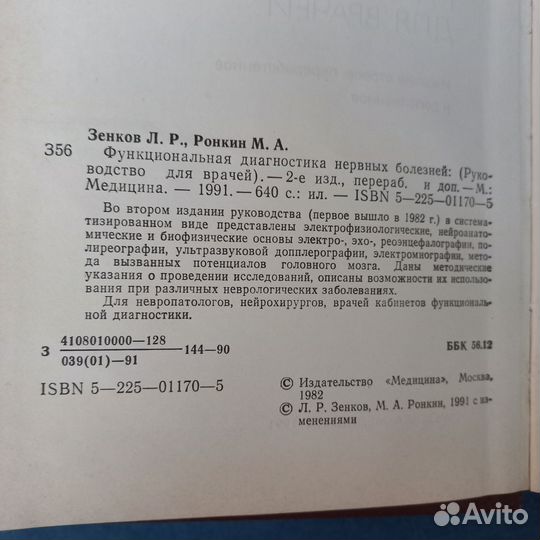 Зенков Л. Р., Ронкин М. А.
З56 Функциональная диагностика нервных болезней: (Руко-
водство для врачей). — 2-е изд., перераб. и доп. — М.:
Медицина. — 1991. — 640 с.: ил. — ISBN 5—225—01170—5
Во втором издании руководства (первое вышло в 1982 г.) в система-
тизированном виде представлены электрофизиологические, нейроанато-
мические и биофизические основы электро-, эхо-, реоэнцефалографии, по-
лиреографии, ультразвуковой допплерографии, электромиографии, мето-
да вызванных потенциалов головного мозга. Даны методические
указания о проведении исследований, описаны возможности их использо-
вания при различных неврологических заболеваниях.
Для невропатологов, нейрохирургов, врачей кабинетов функциональ-
ной диагностики.
З 4108010000—128
039(01)—91 144—90 ББК 56.12
ISBN 5—225—01170—5
© Издательство «Медицина», Москва,
1982
© Л. Р. Зенков, М. А. Ронкин, 1991 с из-
менениями
Avito